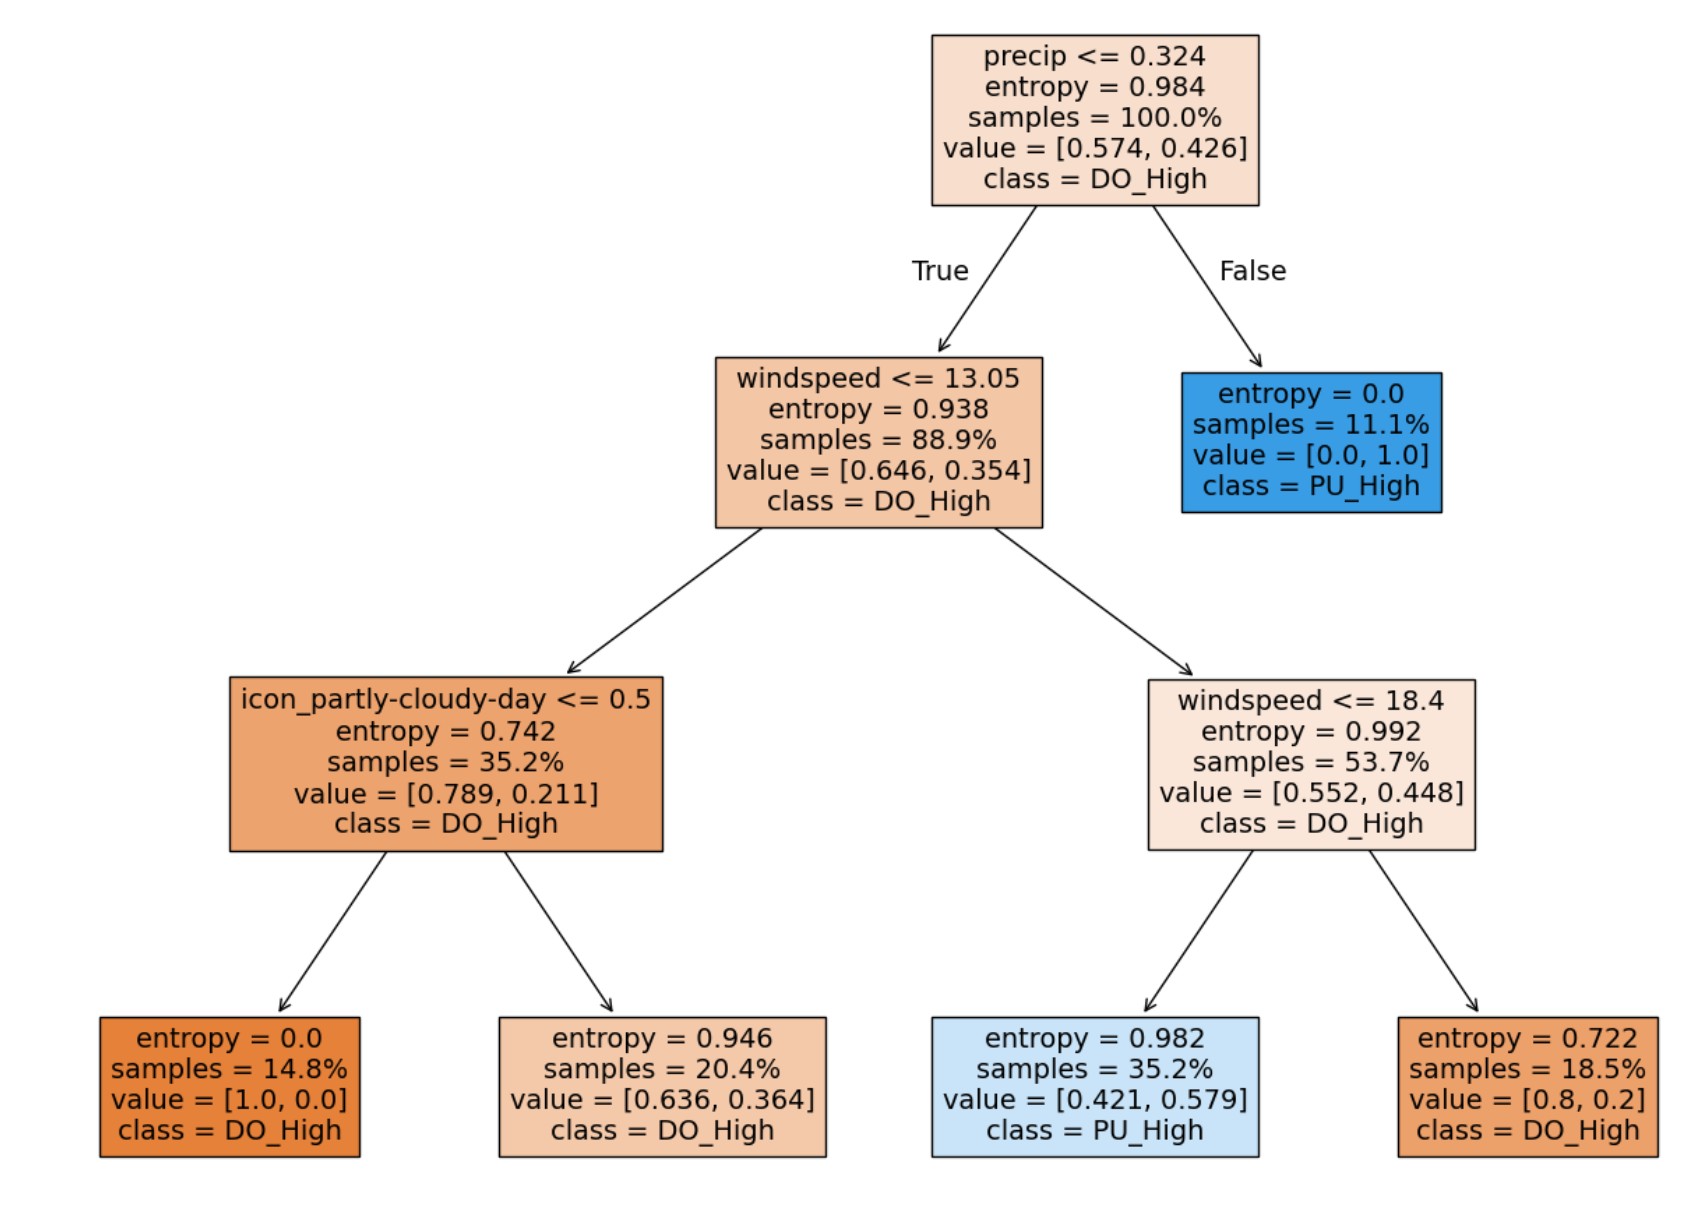 precip <= 0.324
entropy = 0.984
samples = 100.0%
value = [0.574, 0.426]
class = DO_High
True
False
windspeed <= 13.05
entropy = 0.938
samples = 88.9%
value = [0.646, 0.354]
class = DO_High
entropy = 0.0
samples = 11.1%
value = [0.0, 1.0]
class = PU_High
icon_partly-cloudy-day <= 0.5
entropy = 0.742
samples = 35.2%
value = [0.789, 0.211]
class = DO_High
windspeed <= 18.4
entropy = 0.992
samples = 53.7%
value = [0.552, 0.448]
class = DO_High
entropy = 0.0
samples = 14.8%
value = [1.0, 0.0]
class = DO_High
entropy = 0.946
samples = 20.4%
value = [0.636, 0.364]
class = DO_High
entropy = 0.982
samples = 35.2%
value = [0.421, 0.579]
class = PU_High
entropy = 0.722
samples = 18.5%
value = [0.8, 0.2]
class = DO_High